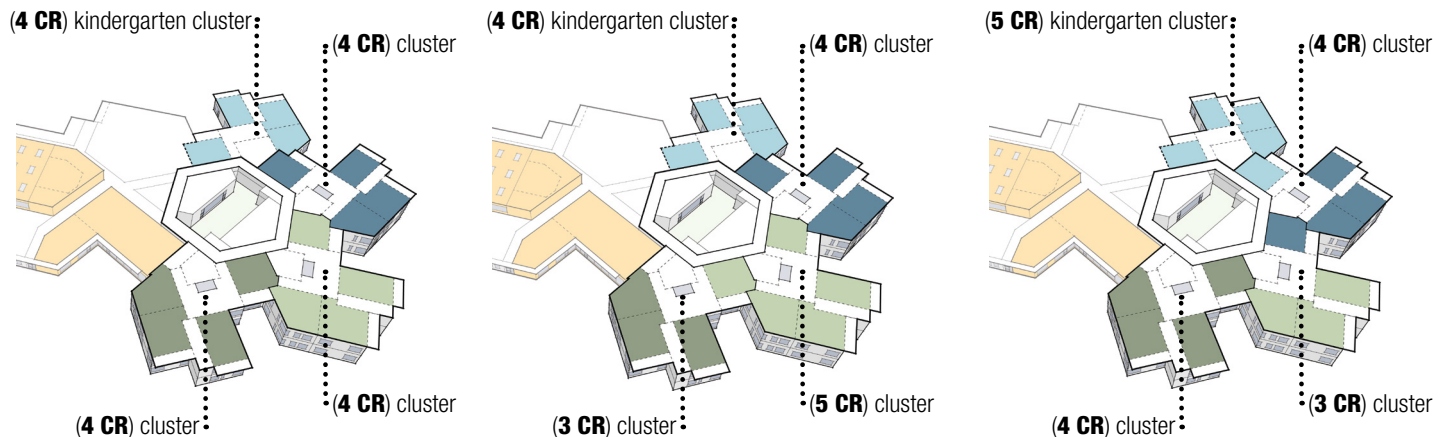 (4 CR) kindergarten cluster
(4 CR) cluster
(4 CR) cluster
(4 CR) cluster
(4 CR) kindergarten cluster
(4 CR) cluster
(5 CR) cluster
(3 CR) cluster
(5 CR) kindergarten cluster
(4 CR) cluster
(3 CR) cluster
(4 CR) cluster